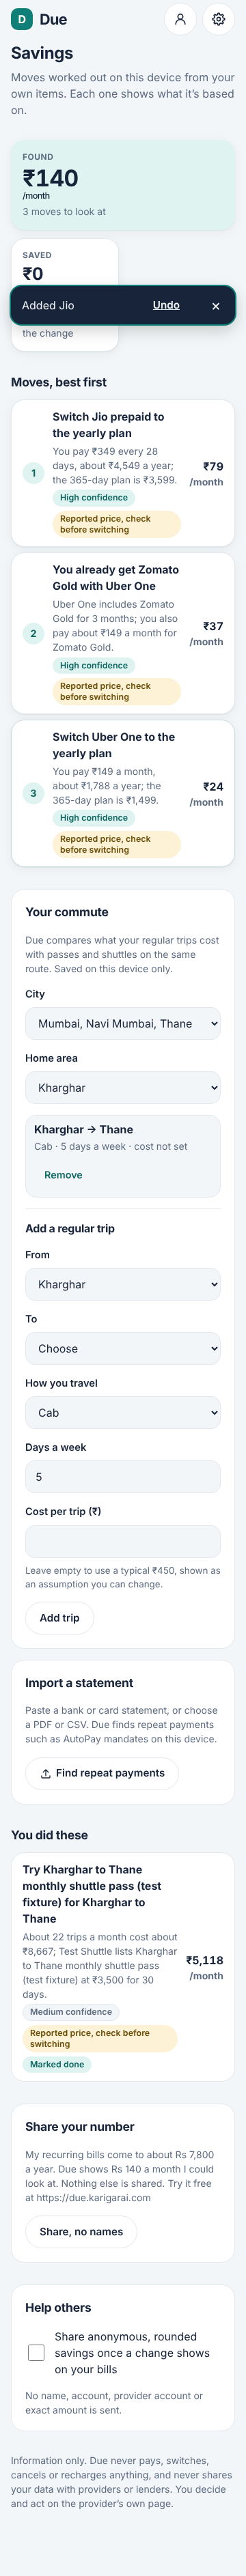 D Due
Savings
Moves worked out on this device from your
own items. Each one shows what it's based
on.
FOUND
₹140
/month
3 moves to look at
SAVED
₹0
Added Jio Undo ×
the change
Moves, best first
1
Switch Jio prepaid to
the yearly plan
You pay ₹349 every 28
days, about ₹4,549 a year;
the 365-day plan is ₹3,599.
High confidence
Reported price, check
before switching
₹79
/month
2
You already get Zomato
Gold with Uber One
Uber One includes Zomato
Gold for 3 months; you also
pay about ₹149 a month for
Zomato Gold.
High confidence
Reported price, check
before switching
₹37
/month
3
Switch Uber One to the
yearly plan
You pay ₹149 a month,
about ₹1,788 a year; the
365-day plan is ₹1,499.
High confidence
Reported price, check
before switching
₹24
/month
Your commute
Due compares what your regular trips cost
with passes and shuttles on the same
route. Saved on this device only.
City
Mumbai, Navi Mumbai, Thane
Home area
Kharghar
Kharghar → Thane
Cab · 5 days a week · cost not set
Remove
Add a regular trip
From
Kharghar
To
Choose
How you travel
Cab
Days a week
5
Cost per trip (₹)
Leave empty to use a typical ₹450, shown as
an assumption you can change.
Add trip
Import a statement
Paste a bank or card statement, or choose
a PDF or CSV. Due finds repeat payments
such as AutoPay mandates on this device.
Find repeat payments
You did these
Try Kharghar to Thane
monthly shuttle pass (test
fixture) for Kharghar to
Thane
About 22 trips a month cost about
₹8,667; Test Shuttle lists Kharghar
to Thane monthly shuttle pass
(test fixture) at ₹3,500 for 30
days.
Medium confidence
Reported price, check before
switching
Marked done
₹5,118
/month
Share your number
My recurring bills come to about Rs 7,800
a year. Due shows Rs 140 a month I could
look at. Nothing else is shared. Try it free
at https://due.karigarai.com
Share, no names
Help others
Share anonymous, rounded
savings once a change shows
on your bills
No name, account, provider account or
exact amount is sent.
Information only. Due never pays, switches,
cancels or recharges anything, and never shares
your data with providers or lenders. You decide
and act on the provider's own page.